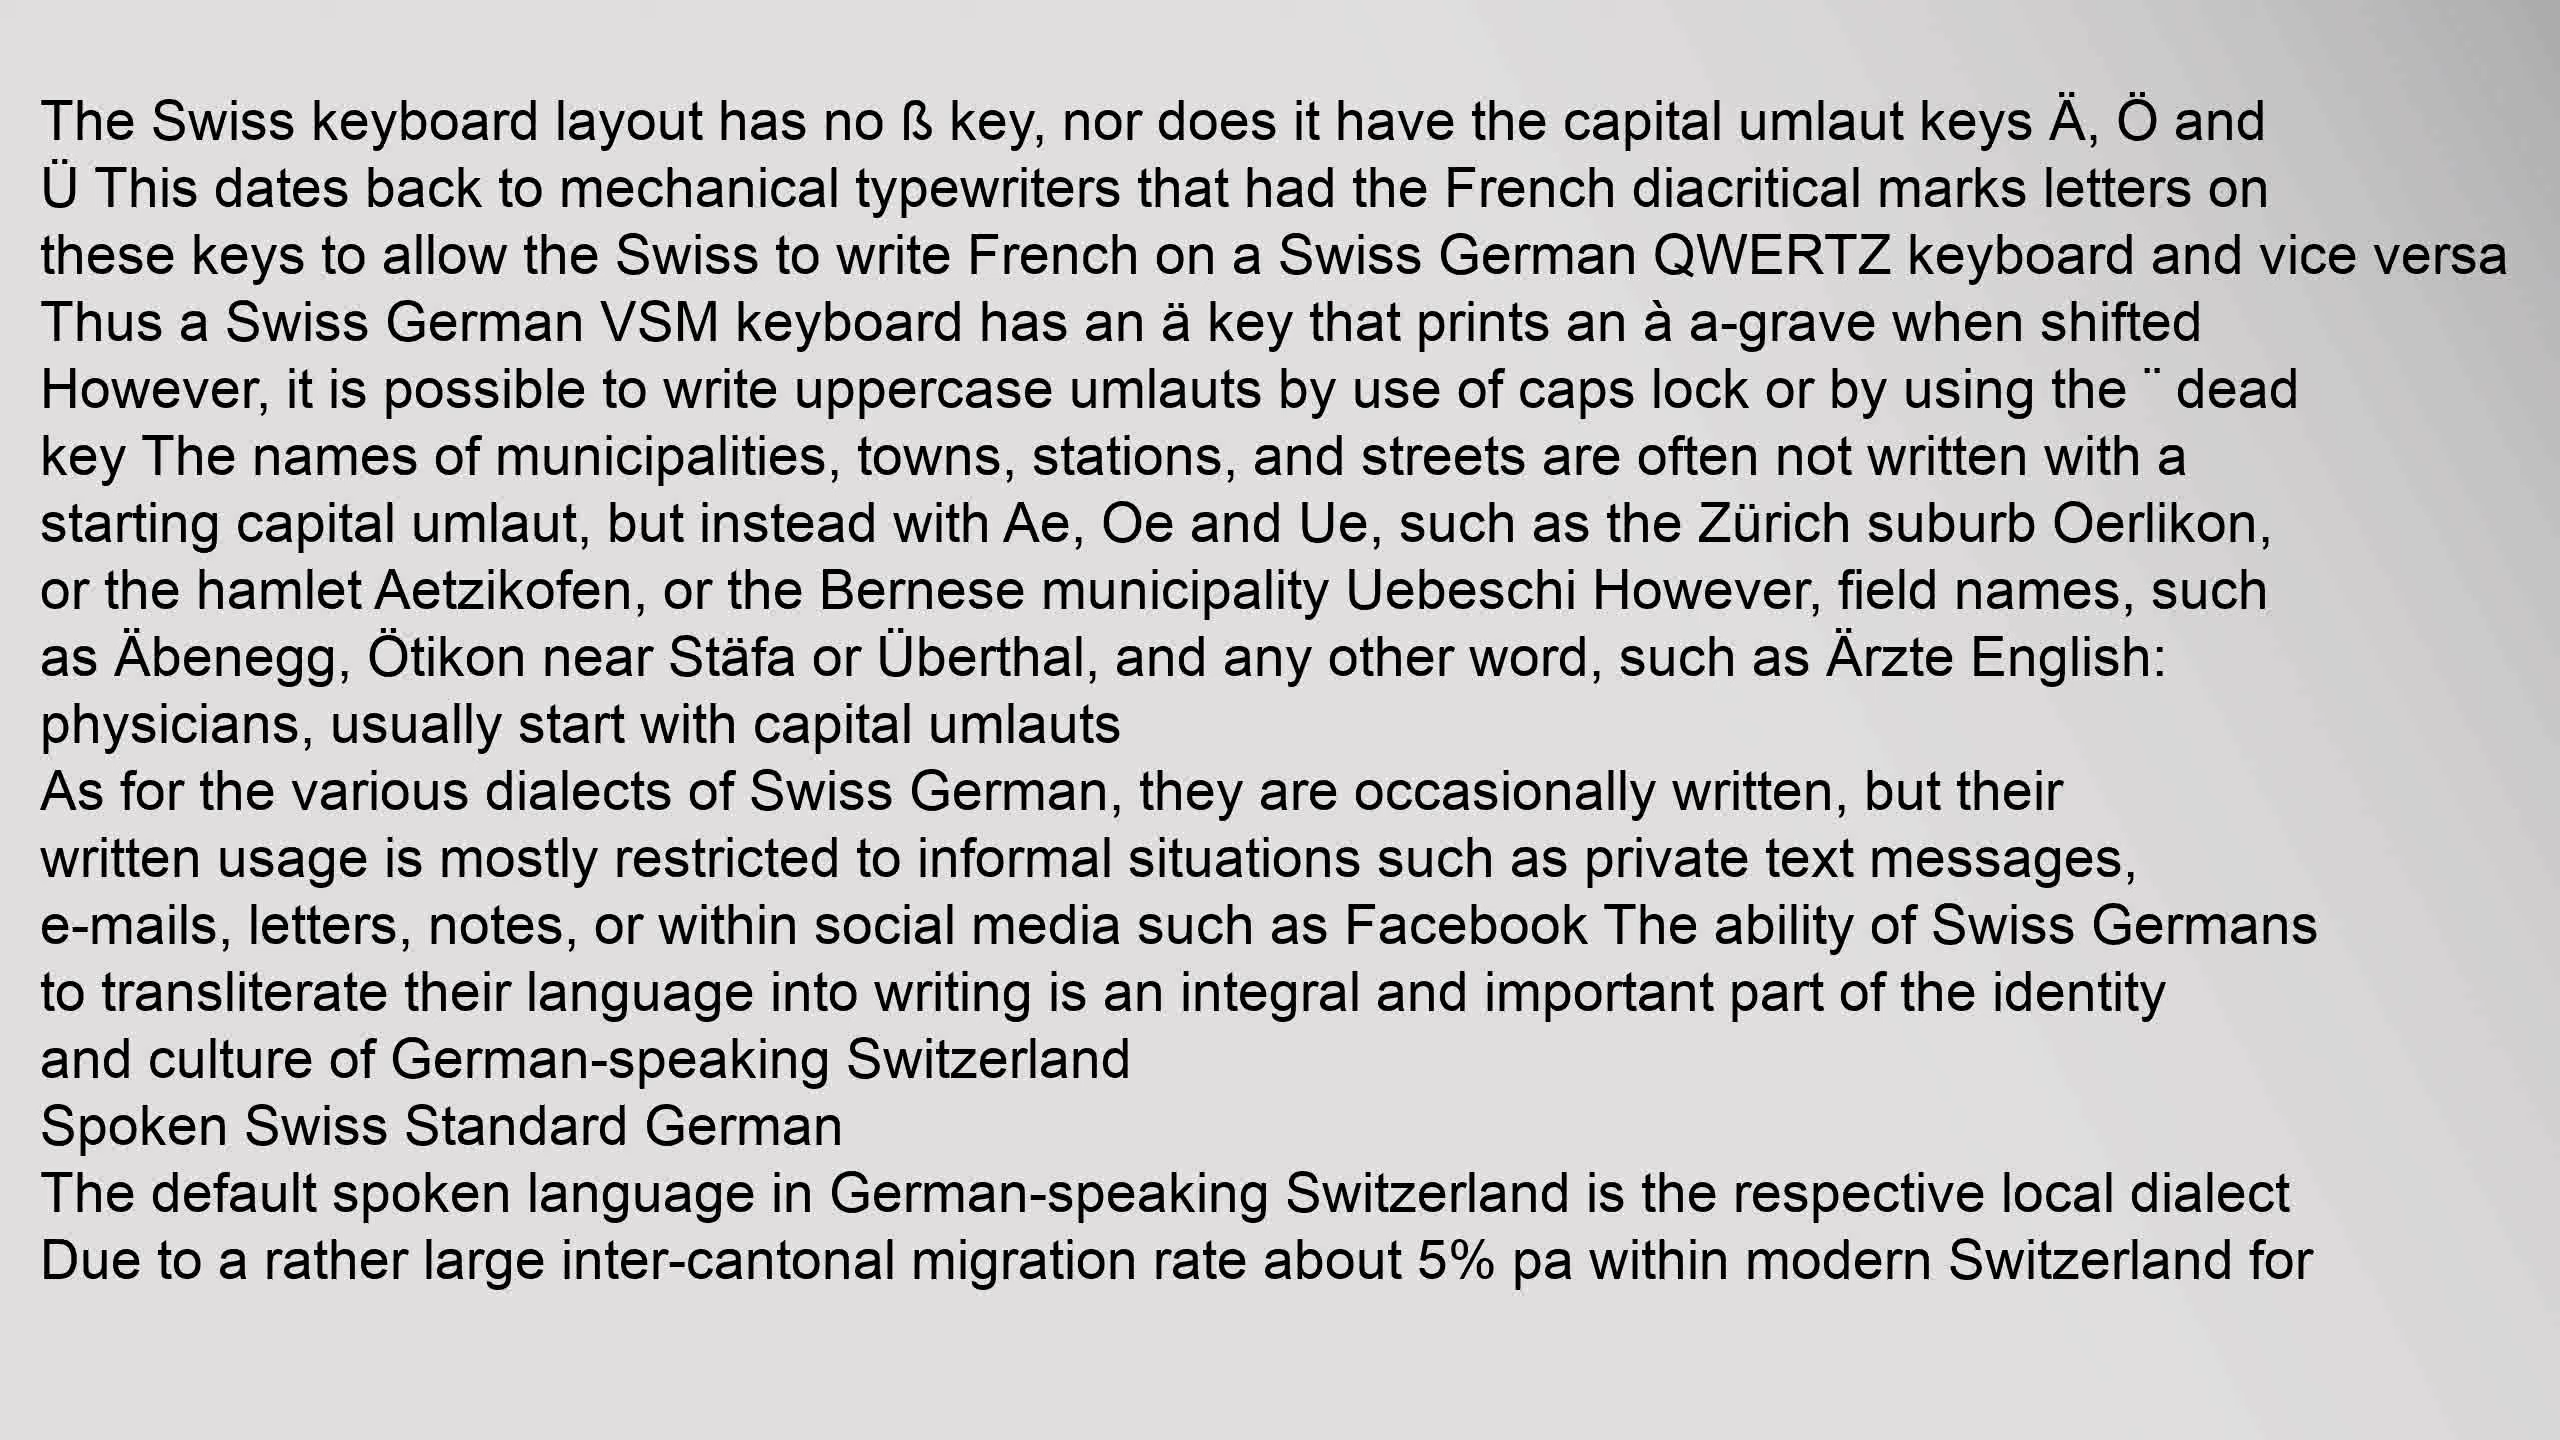 The Swiss keyboard layout has no ß key, nor does it have the capital umlaut keys Ä, Ö and
Ü This dates back to mechanical typewriters that had the French diacritical marks letters on
these keys to allow the Swiss to write French on a Swiss German QWERTZ keyboard and vice versa
Thus a Swiss German VSM keyboard has an ä key that prints an à a-grave when shifted
However, it is possible to write uppercase umlauts by use of caps lock or by using the ¨ dead
key The names of municipalities, towns, stations, and streets are often not written with a
starting capital umlaut, but instead with Ae, Oe and Ue, such as the Zürich suburb Oerlikon,
or the hamlet Aetzikofen, or the Bernese municipality Uebeschi However, field names, such
as Äbenegg, Ötikon near Stäfa or Überthal, and any other word, such as Ärzte English:
physicians, usually start with capital umlauts
As for the various dialects of Swiss German, they are occasionally written, but their
written usage is mostly restricted to informal situations such as private text messages,
e-mails, letters, notes, or within social media such as Facebook The ability of Swiss Germans
to transliterate their language into writing is an integral and important part of the identity
and culture of German-speaking Switzerland
Spoken Swiss Standard German
The default spoken language in German-speaking Switzerland is the respective local dialect
Due to a rather large inter-cantonal migration rate about 5% pa within modern Switzerland for